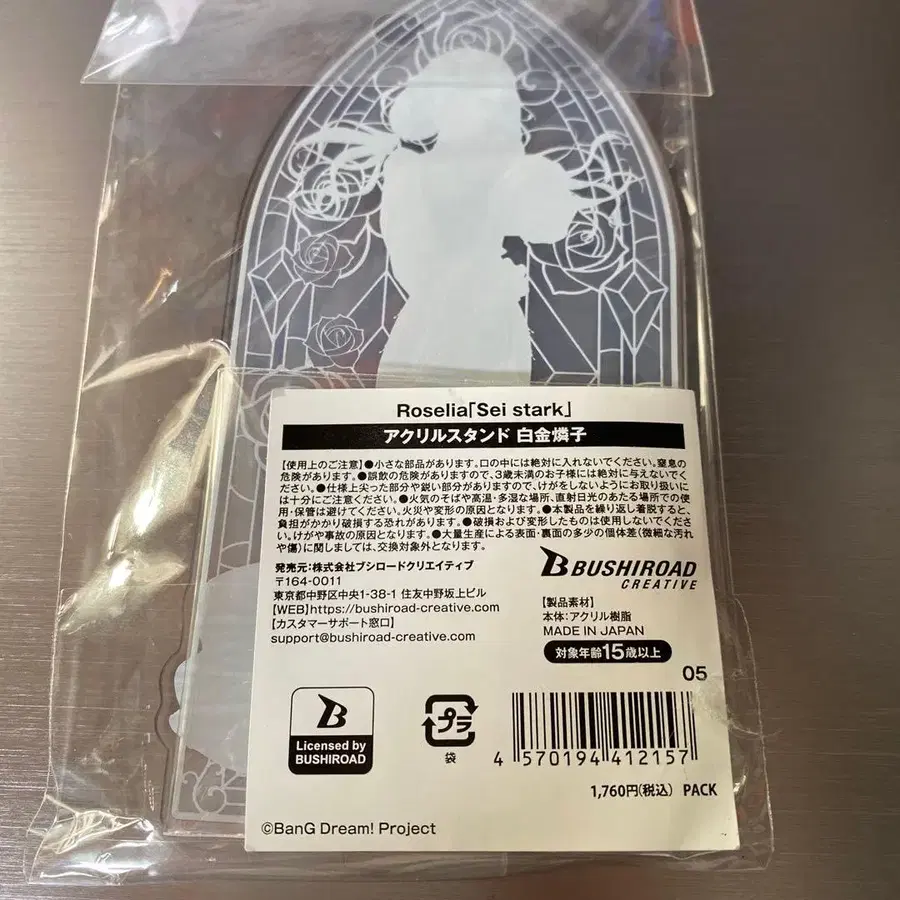 Roselia「Sei stark」
アクリルスタンド 白金燐子
【使用上のご注意】●小さな部品があります。口の中には絶対に入れないでください。窒息の
危険があります。●誤飲の危険がありますので、3歳未満のお子様には絶対に与えないでく
ださい。●仕様上尖った部分や鋭い部分がありますので、けがをしないようにお取り扱いに
は十分にご注意ください。●火気のそばや高温・多湿な場所、直射日光のあたる場所での使
用・保管は避けてください。火災や変形の原因となります。●本製品を繰り返し着脱すると、
負担がかかり破損する恐れがあります。●破損および変形したものは使用しないでくださ
い。けがや事故の原因となります。●大量生産による表面・裏面の多少の個体差(微細な汚れ
や傷)に関しましては、交換対象外となります。
発売元:株式会社ブシロードクリエイティブ
〒164-0011
東京都中野区中央1-38-1 住友中野坂上ビル
【WEB】https://bushiroad-creative.com
【カスタマーサポート窓口】
support@bushiroad-creative.com
BUSHIROAD
CREATIVE
【製品素材】
本体:アクリル樹脂
MADE IN JAPAN
対象年齢15歳以上
05
B
Licensed by
BUSHIROAD
プラ
袋
4 570194 412157
1,760円(税込) PACK
©BanG Dream! Project